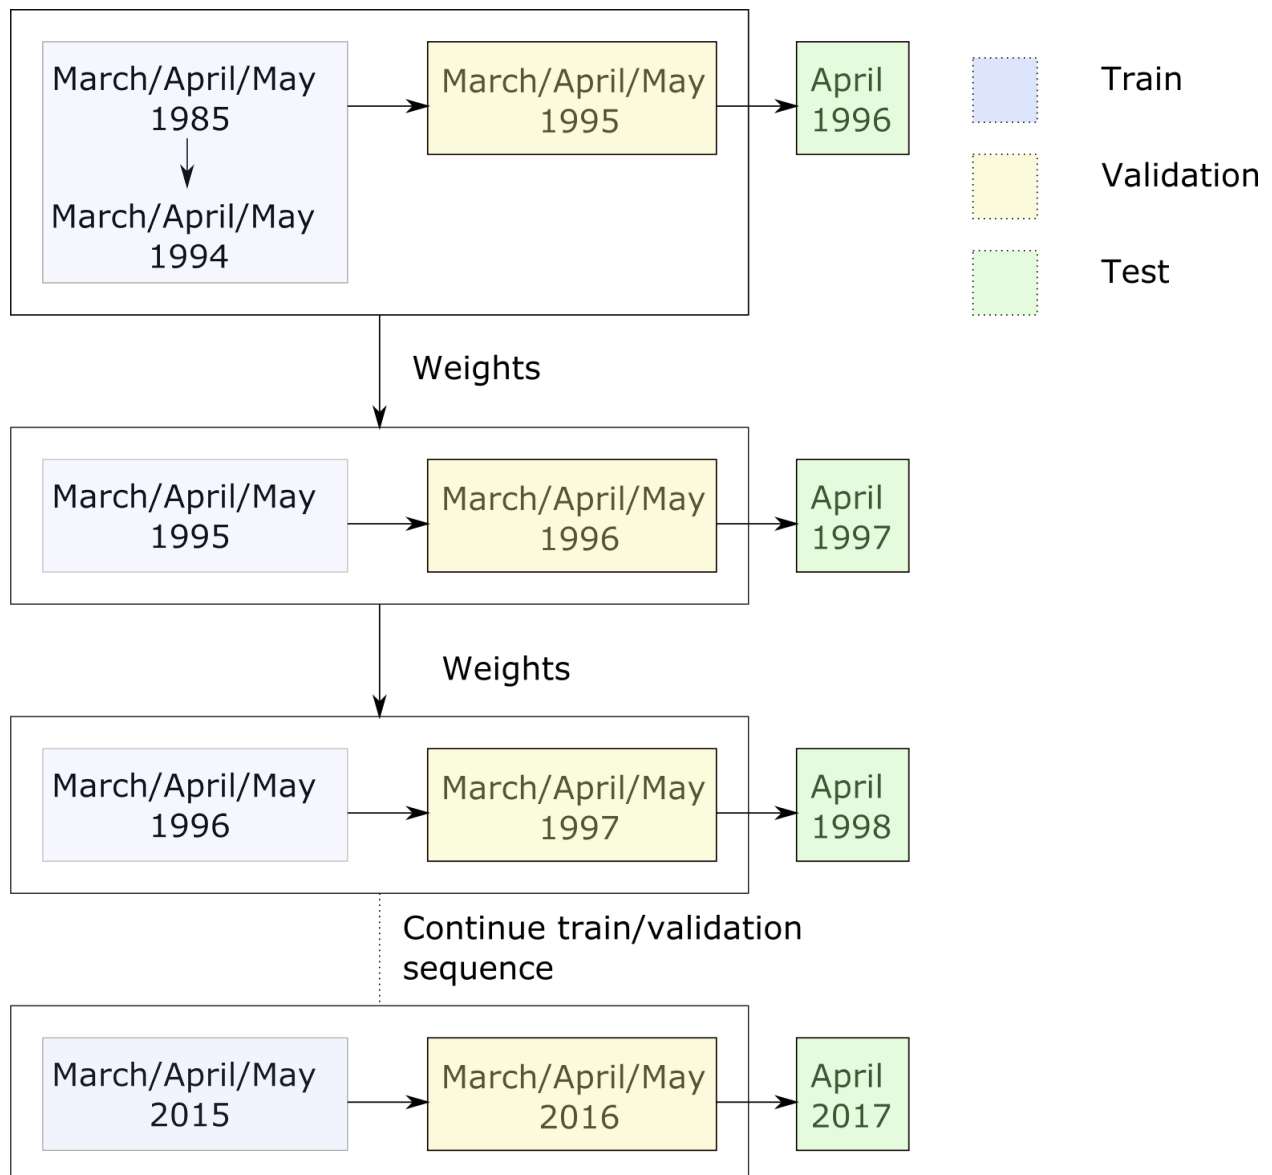 March/April/May
1985
March/April/May
1994
March/April/May
1995
April
1996
Train
Validation
Test
Weights
March/April/May
1995
March/April/May
1996
April
1997
Weights
March/April/May
1996
March/April/May
1997
April
1998
Continue train/validation
sequence
March/April/May
2015
March/April/May
2016
April
2017